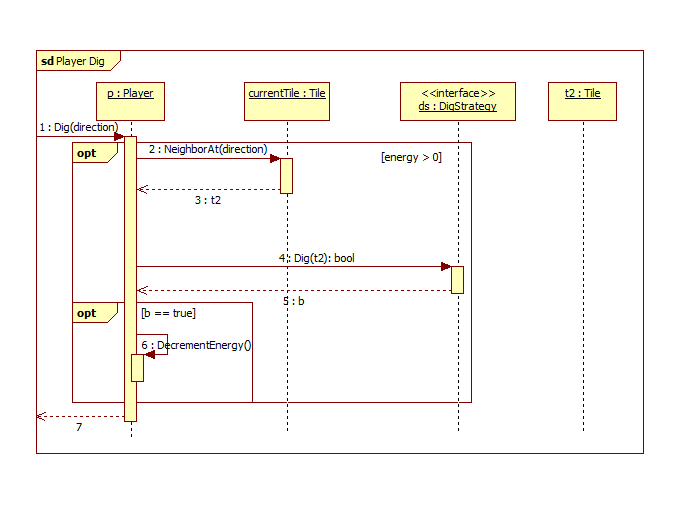 sd Player Dig
p : Player
currentTile : Tile
<<interface>>
ds : DigStrategy
t2 : Tile
1 : Dig(direction)
opt
2 : NeighborAt(direction)
[energy > 0]
3 : t2
4 : Dig(t2): bool
5 : b
opt
[b == true]
6 : DecrementEnergy()
7